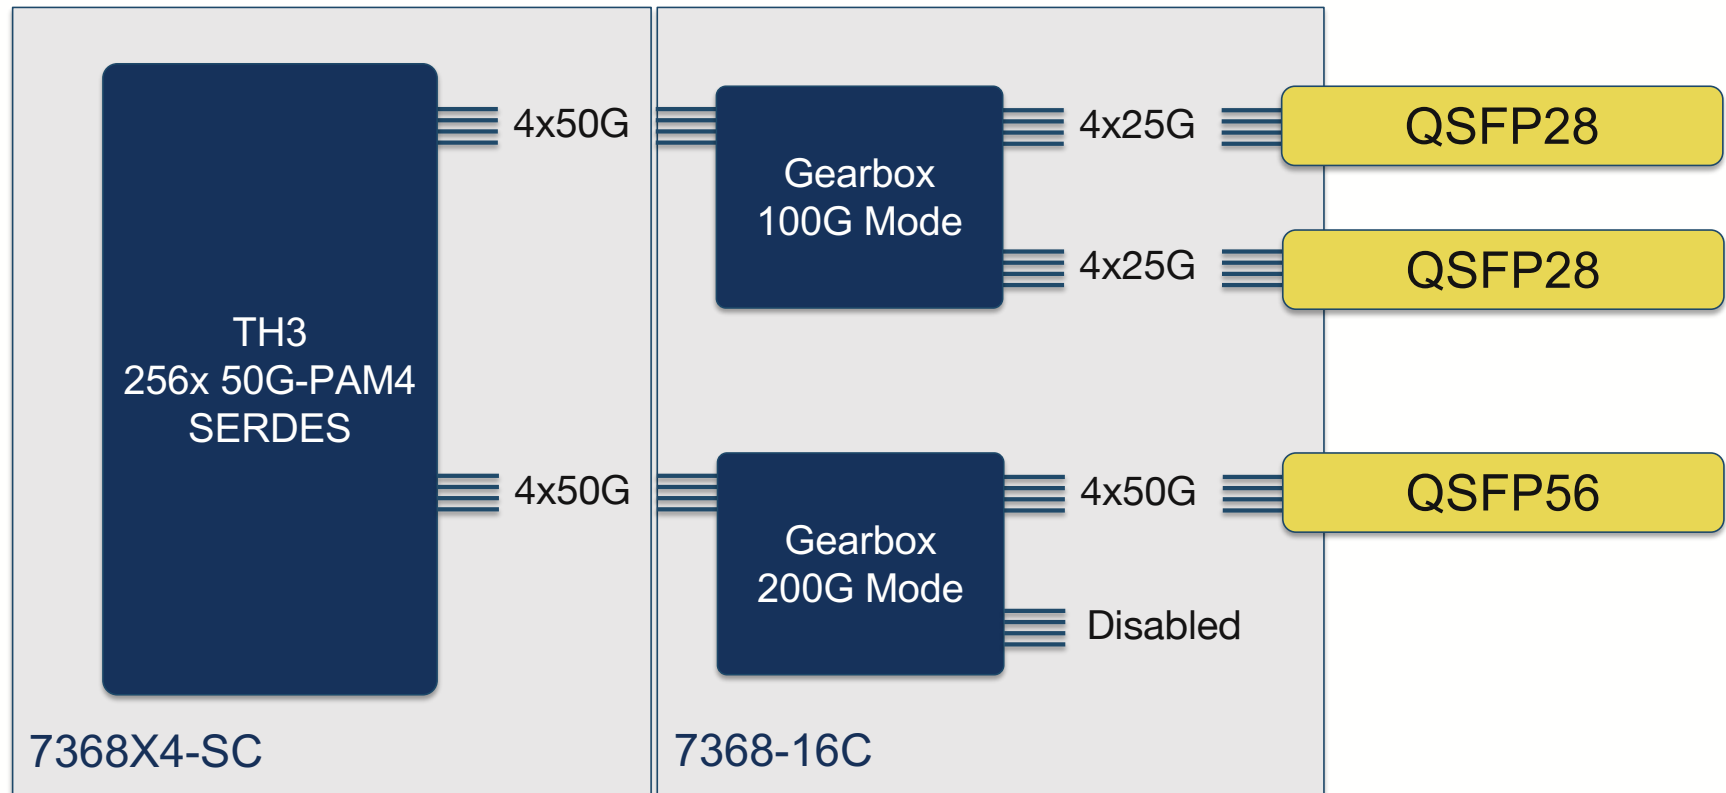 TH3
256x 50G-PAM4
SERDES
7368X4-SC
4x50G
4x50G
Gearbox
100G Mode
4x25G
QSFP28
4x25G
QSFP28
Gearbox
200G Mode
4x50G
QSFP56
Disabled
7368-16C